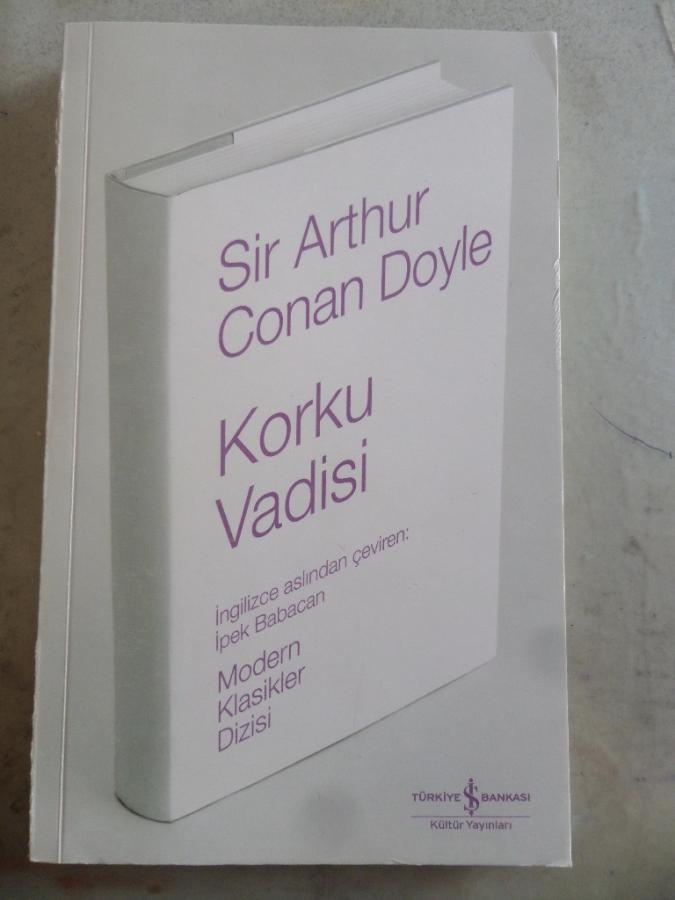 Sir Arthur
Conan Doyle
Korku
Vadisi
İngilizce aslından çeviren:
İpek Babacan
Modern
Klasikler
Dizisi
TÜRKİYE İŞ BANKASI
Kültür Yayınları